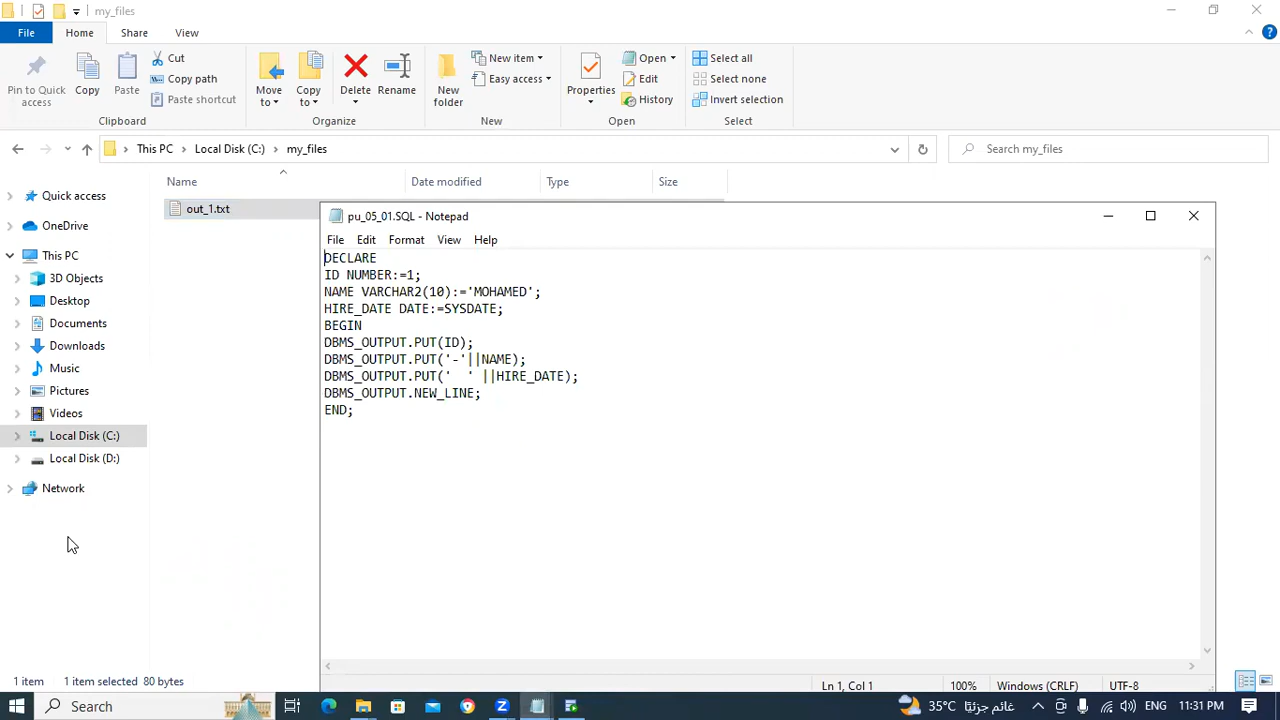 my_files
File Home Share View
Pin to Quick access
Copy
Paste
Cut
Copy path
Paste shortcut
Clipboard
Move to
Copy to
Delete
Rename
Organize
New folder
New item
Easy access
New
Properties
Open
Edit
History
Open
Select all
Select none
Invert selection
Select
This PC Local Disk (C:) my_files
Search my_files
Name Date modified Type Size
out_1.txt
Quick access
OneDrive
This PC
3D Objects
Desktop
Documents
Downloads
Music
Pictures
Videos
Local Disk (C:)
Local Disk (D:)
Network
pu_05_01.SQL - Notepad
File Edit Format View Help
DECLARE
ID NUMBER:=1;
NAME VARCHAR2(10):='MOHAMED';
HIRE_DATE DATE:=SYSDATE;
BEGIN
DBMS_OUTPUT.PUT(ID);
DBMS_OUTPUT.PUT('-'||NAME);
DBMS_OUTPUT.PUT('  ' ||HIRE_DATE);
DBMS_OUTPUT.NEW_LINE;
END;
Ln 1, Col 1 100% Windows (CRLF) UTF-8
1 item 1 item selected 80 bytes
Search
35°C غائم جزئيًا
ENG 11:31 PM